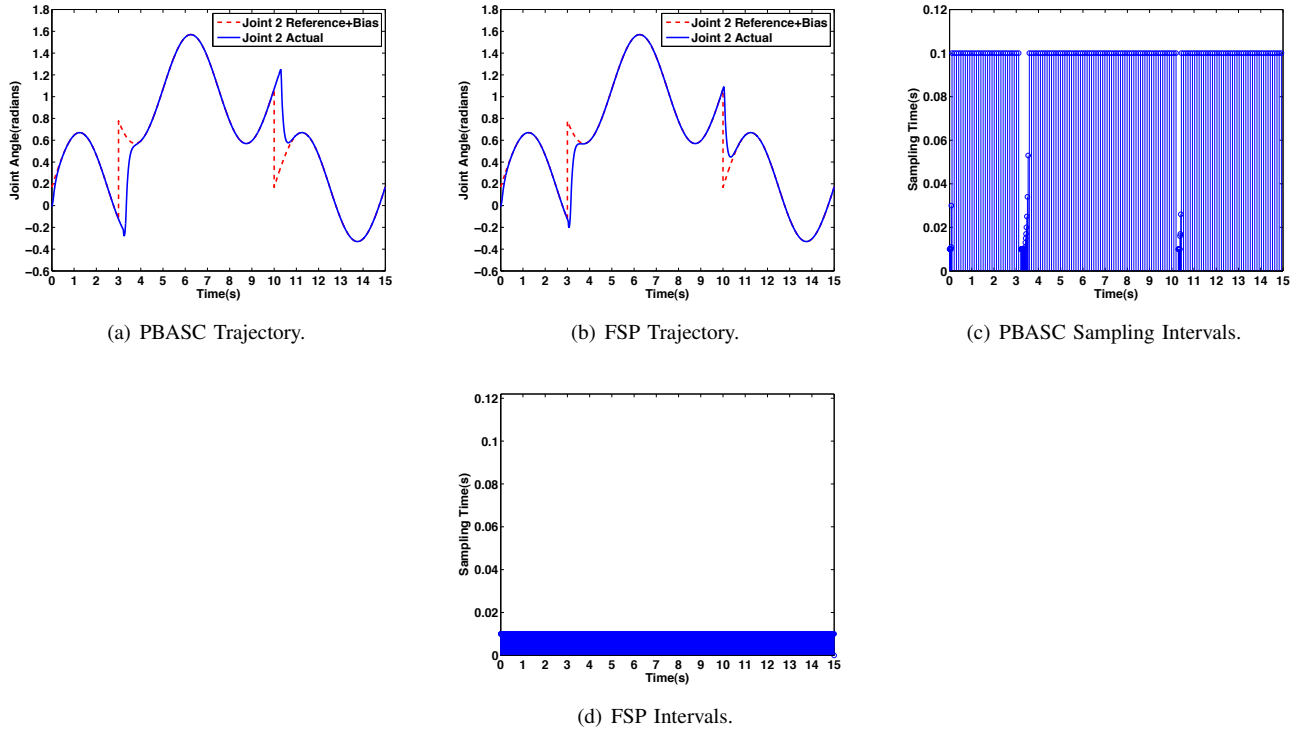 1.8
1.6
1.4
1.2
1
0.8
0.6
0.4
0.2
0
−0.2
−0.4
−0.6
Joint Angle(radians)
Joint 2 Reference+Bias
Joint 2 Actual
0 1 2 3 4 5 6 7 8 9 10 11 12 13 14 15
Time(s)
(a) PBASC Trajectory.
1.8
1.6
1.4
1.2
1
0.8
0.6
0.4
0.2
0
−0.2
−0.4
−0.6
Joint Angle(radians)
Joint 2 Reference+Bias
Joint 2 Actual
0 1 2 3 4 5 6 7 8 9 10 11 12 13 14 15
Time(s)
(b) FSP Trajectory.
0.12
0.1
0.08
0.06
0.04
0.02
0
Sampling Time(s)
0 1 2 3 4 5 6 7 8 9 10 11 12 13 14 15
Time(s)
(c) PBASC Sampling Intervals.
0.12
0.1
0.08
0.06
0.04
0.02
0
Sampling Time(s)
0 1 2 3 4 5 6 7 8 9 10 11 12 13 14 15
Time(s)
(d) FSP Intervals.